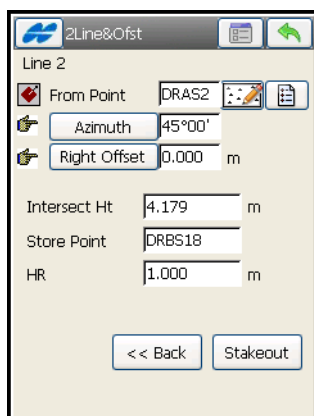 2Line&Ofst
Line 2
From Point DRAS2
Azimuth 45°00'
Right Offset 0.000 m
Intersect Ht 4.179 m
Store Point DRBS18
HR 1.000 m
<< Back Stakeout